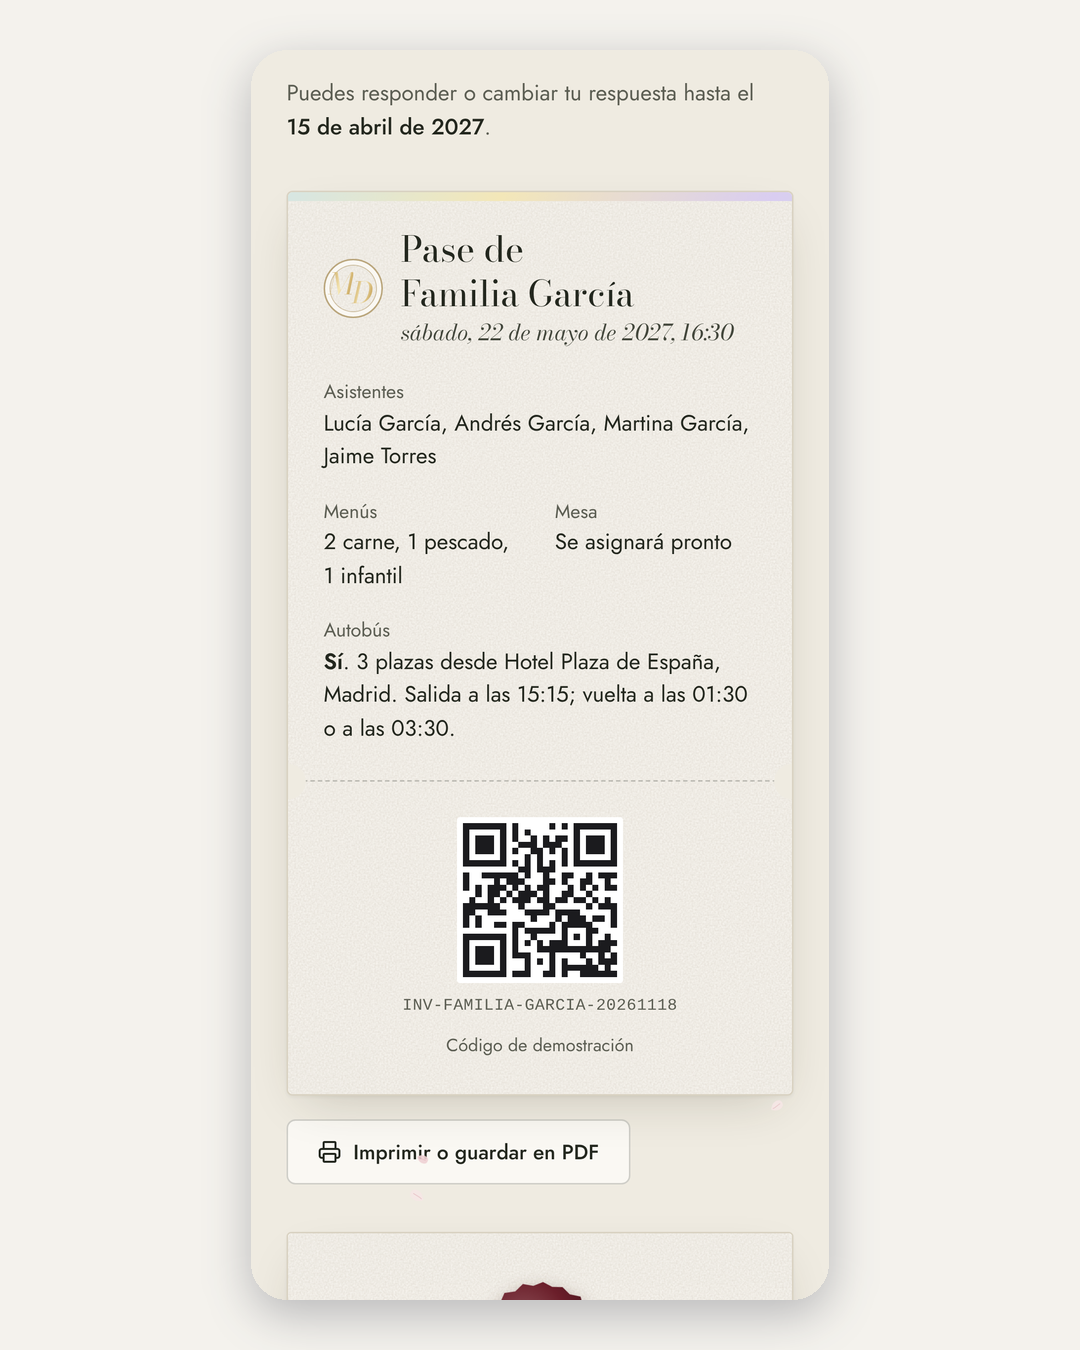 Puedes responder o cambiar tu respuesta hasta el
15 de abril de 2027.
MD
Pase de
Familia García
sábado, 22 de mayo de 2027, 16:30
Asistentes
Lucía García, Andrés García, Martina García,
Jaime Torres
Menús
2 carne, 1 pescado,
1 infantil
Mesa
Se asignará pronto
Autobús
Sí. 3 plazas desde Hotel Plaza de España,
Madrid. Salida a las 15:15; vuelta a las 01:30
o a las 03:30.
INV-FAMILIA-GARCIA-20261118
Código de demostración
Imprimir o guardar en PDF